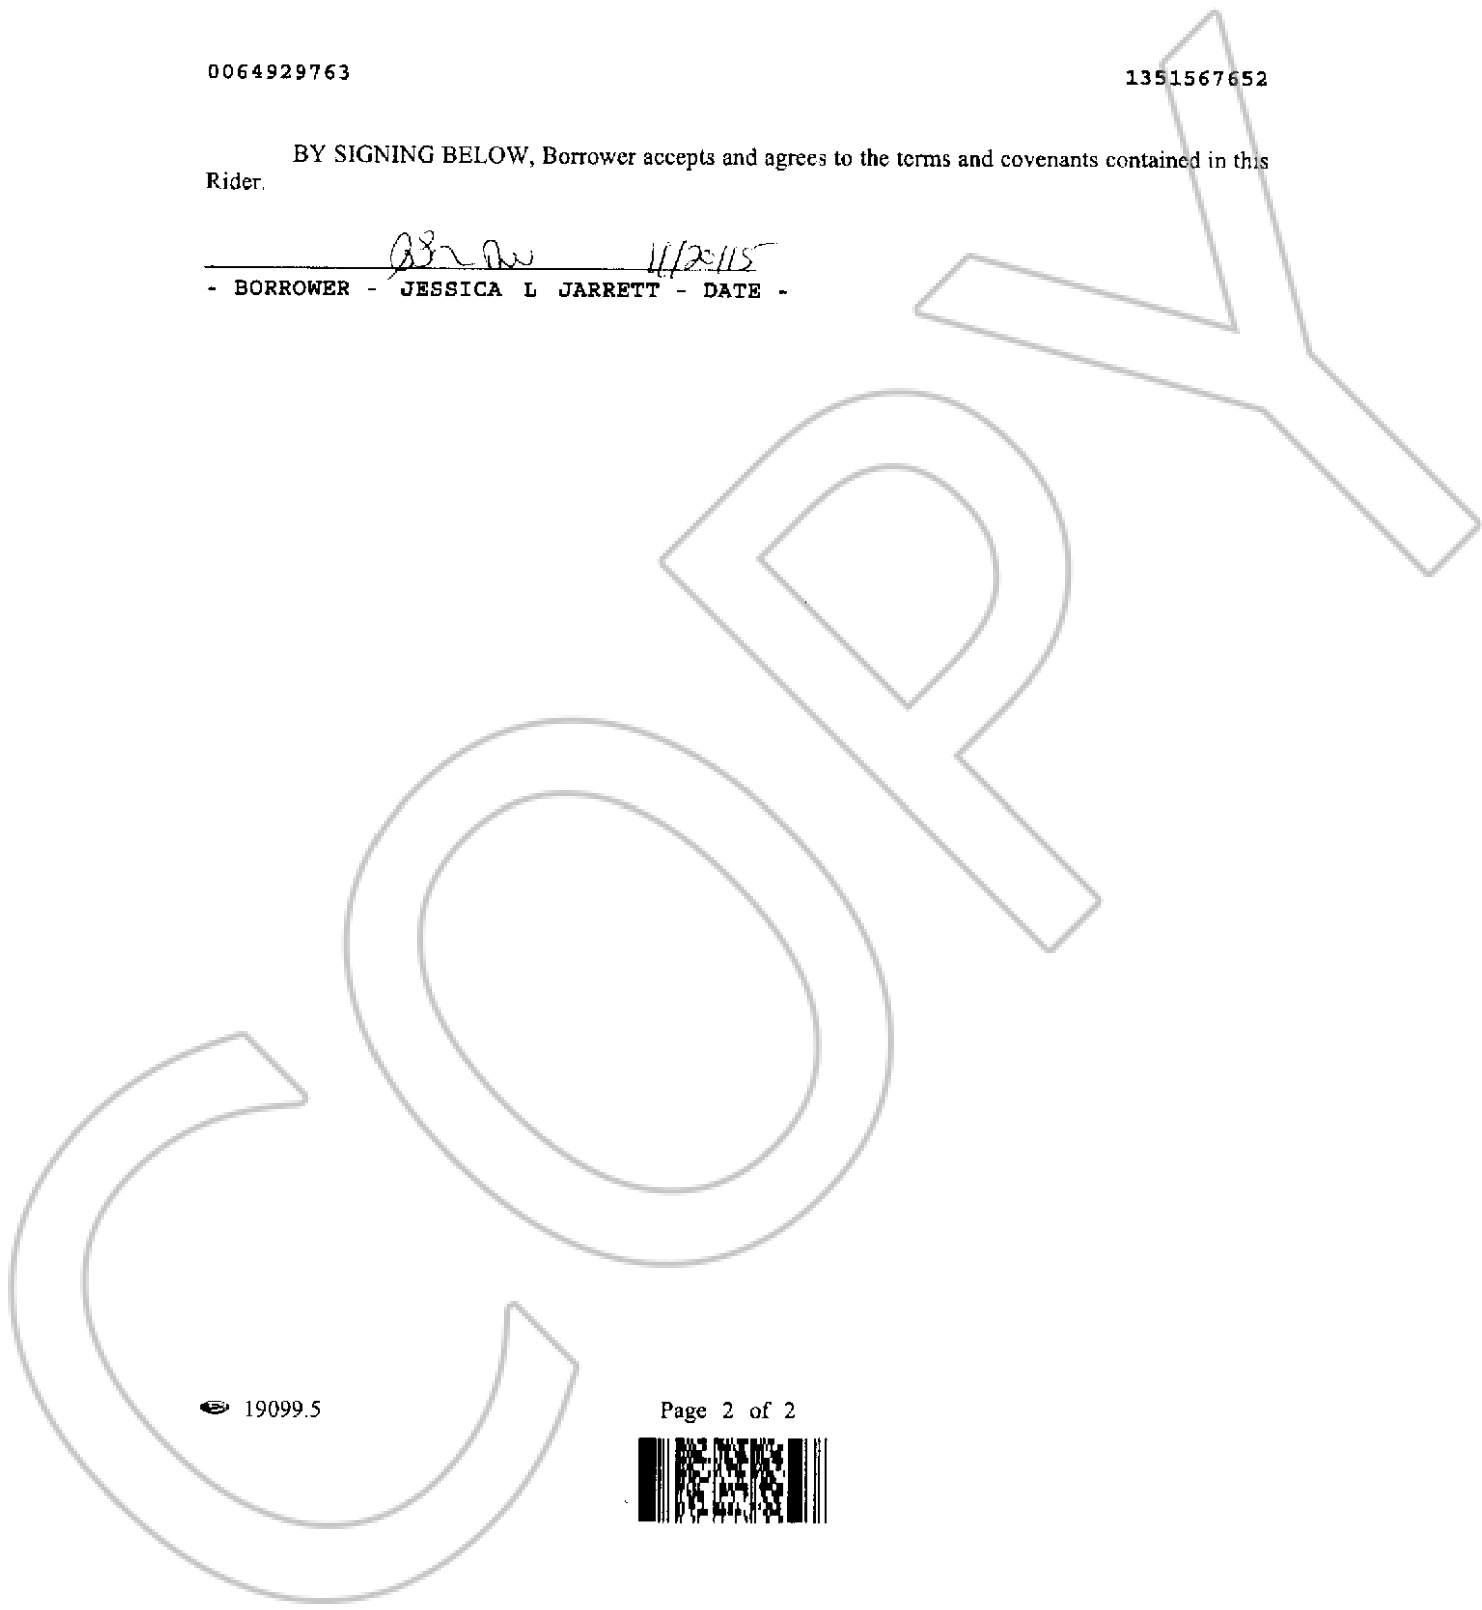 0064929763 1351567652
BY SIGNING BELOW, Borrower accepts and agrees to the terms and covenants contained in this
Rider.
11/20/15
- BORROWER - JESSICA L JARRETT - DATE -
COPY
19099.5 Page 2 of 2